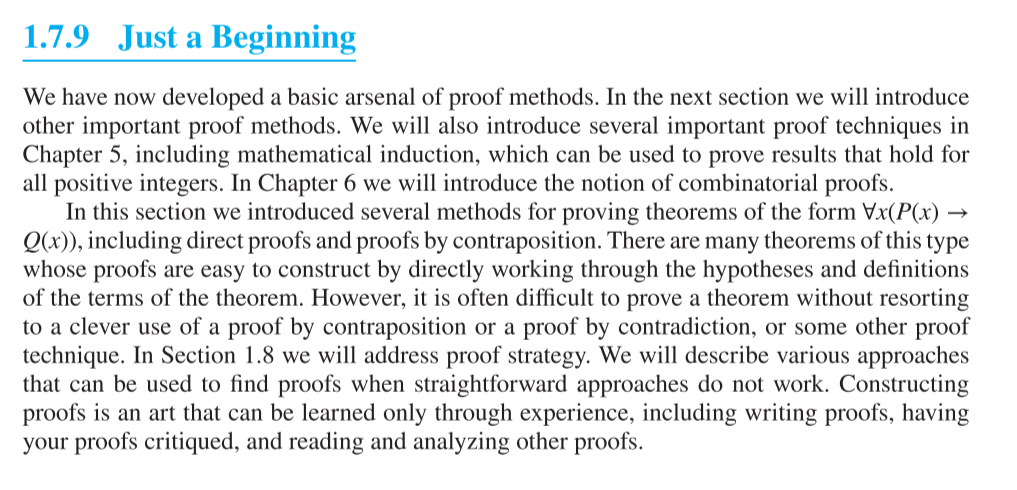 1.7.9 Just a Beginning
We have now developed a basic arsenal of proof methods. In the next section we will introduce
other important proof methods. We will also introduce several important proof techniques in
Chapter 5, including mathematical induction, which can be used to prove results that hold for
all positive integers. In Chapter 6 we will introduce the notion of combinatorial proofs.
In this section we introduced several methods for proving theorems of the form ∀x(P(x) →
Q(x)), including direct proofs and proofs by contraposition. There are many theorems of this type
whose proofs are easy to construct by directly working through the hypotheses and definitions
of the terms of the theorem. However, it is often difficult to prove a theorem without resorting
to a clever use of a proof by contraposition or a proof by contradiction, or some other proof
technique. In Section 1.8 we will address proof strategy. We will describe various approaches
that can be used to find proofs when straightforward approaches do not work. Constructing
proofs is an art that can be learned only through experience, including writing proofs, having
your proofs critiqued, and reading and analyzing other proofs.